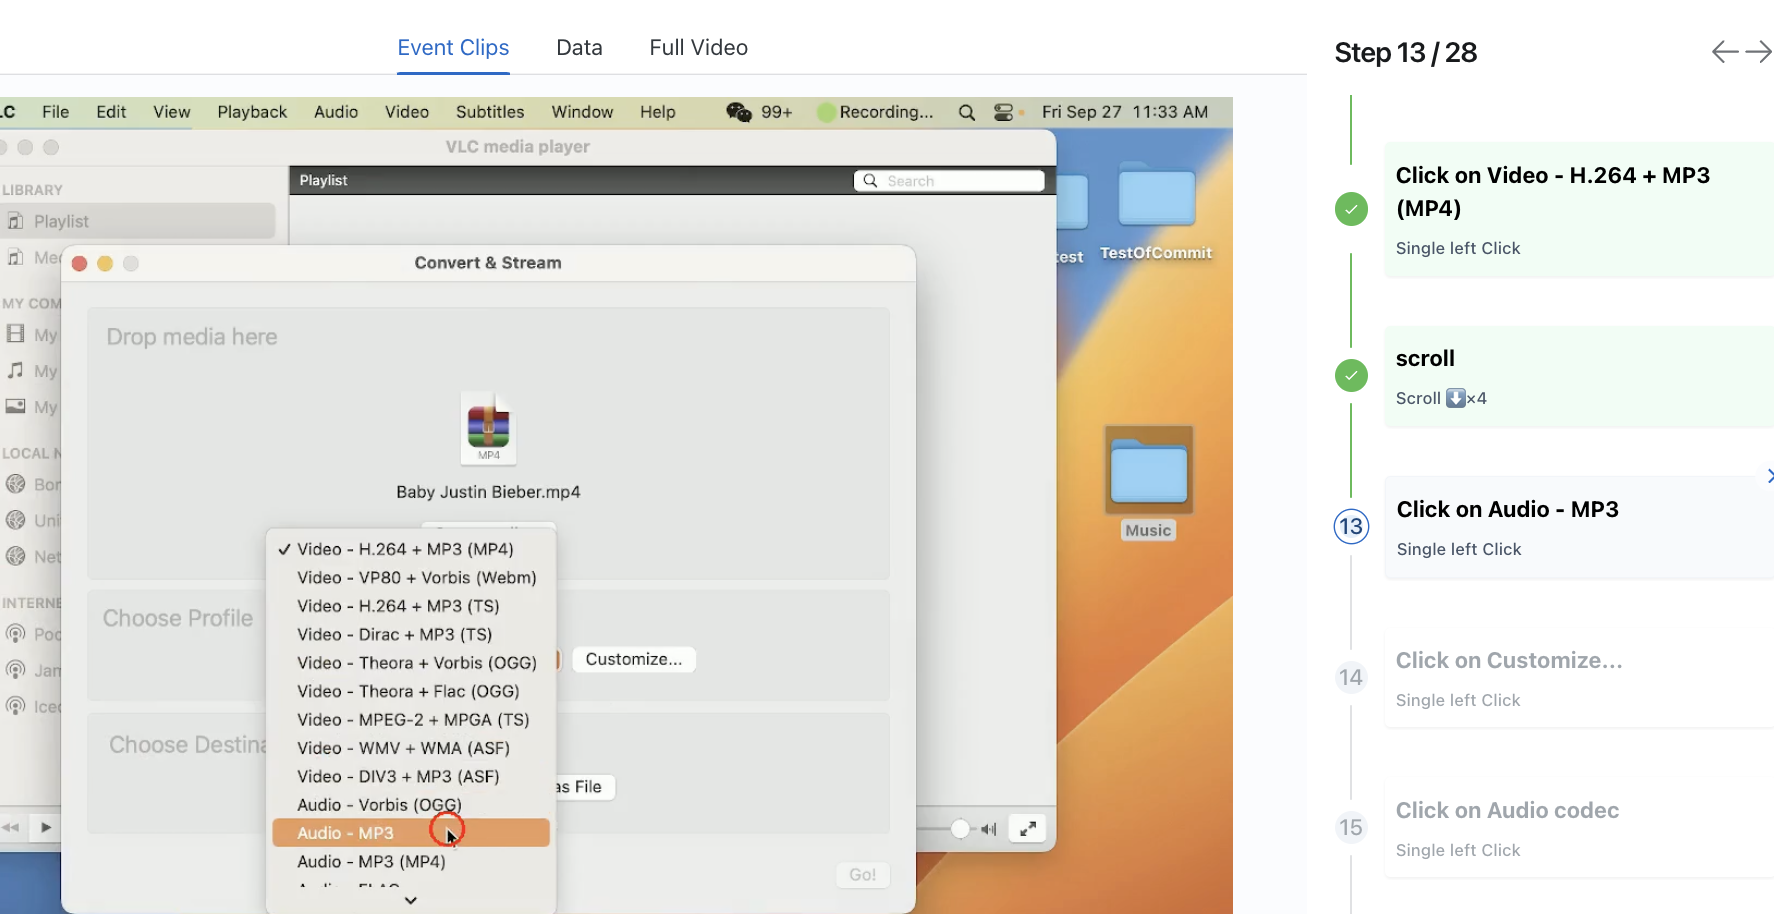 Event Clips
Data
Full Video
Step 13 / 28
LC File Edit View Playback Audio Video Subtitles Window Help 99+ Recording... Fri Sep 27 11:33 AM
VLC media player
LIBRARY
Playlist
Playlist
Search
MY COM
My
My
My
LOCAL N
Bon
Uni
Net
INTERNE
Poc
Jam
Ice
Convert & Stream
Drop media here
MP4
Baby Justin Bieber.mp4
Choose Profile
Customize...
Choose Destina
as File
Go!
✓ Video - H.264 + MP3 (MP4)
Video - VP80 + Vorbis (Webm)
Video - H.264 + MP3 (TS)
Video - Dirac + MP3 (TS)
Video - Theora + Vorbis (OGG)
Video - Theora + Flac (OGG)
Video - MPEG-2 + MPGA (TS)
Video - WMV + WMA (ASF)
Video - DIV3 + MP3 (ASF)
Audio - Vorbis (OGG)
Audio - MP3
Audio - MP3 (MP4)
test
TestOfCommit
Music
Click on Video - H.264 + MP3
(MP4)
Single left Click
scroll
Scroll ⬇️×4
13
Click on Audio - MP3
Single left Click
14
Click on Customize...
Single left Click
15
Click on Audio codec
Single left Click